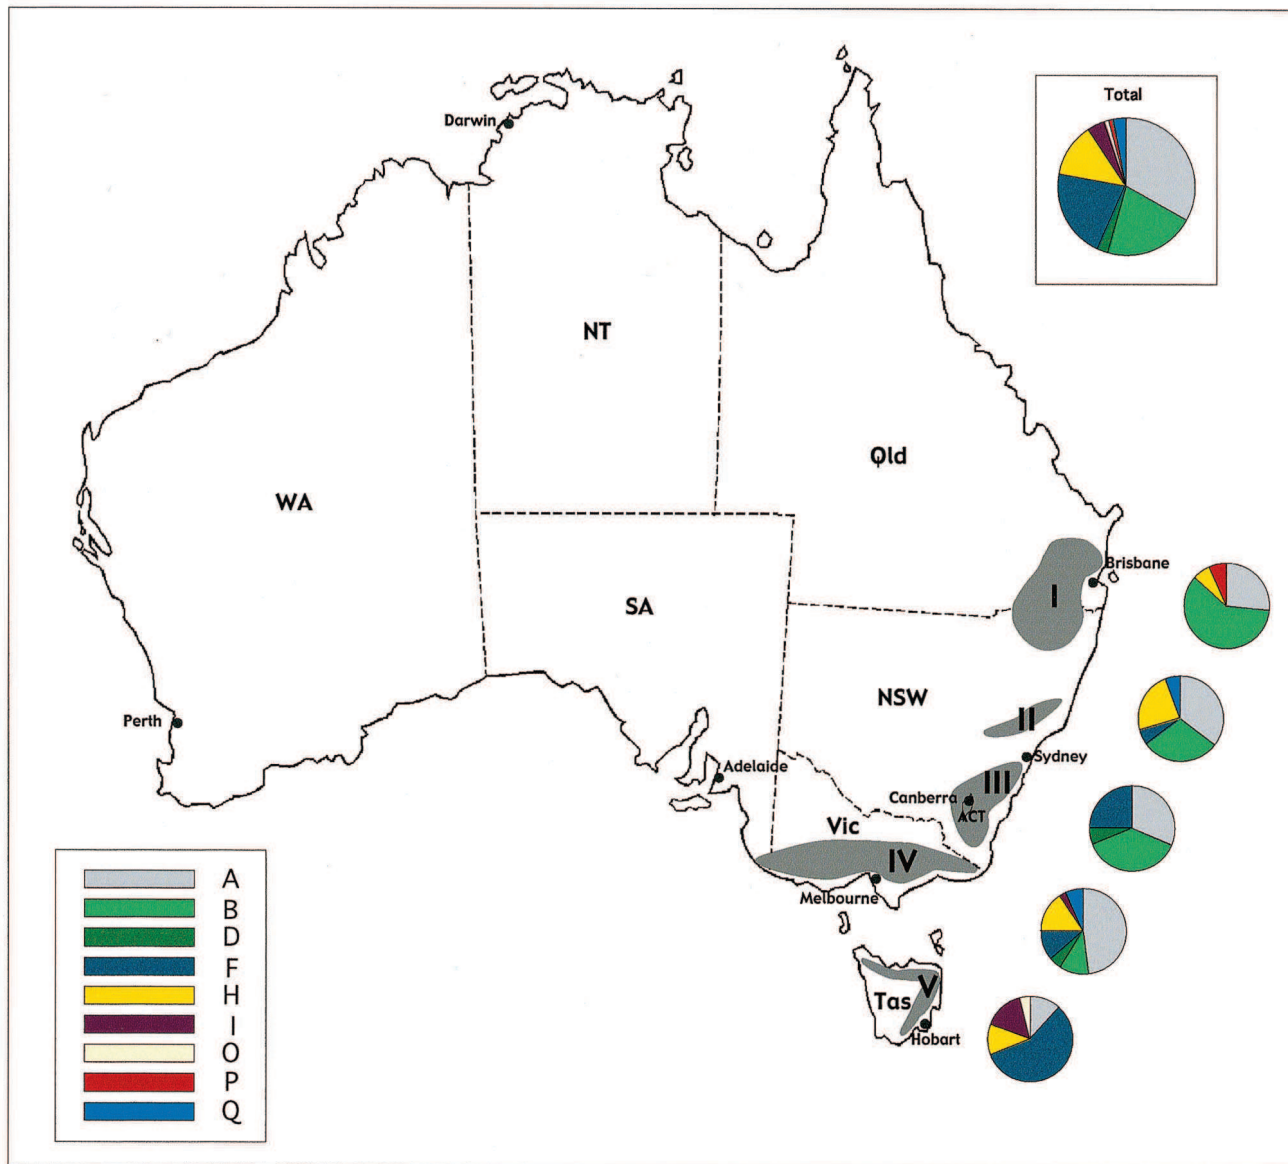 Total
Darwin
NT
Qld
WA
Brisbane
I
SA
NSW
II
Perth
Sydney
Adelaide
III
Canberra
ACT
Vic
IV
Melbourne
V
Tas
Hobart
A
B
D
F
H
I
O
P
Q